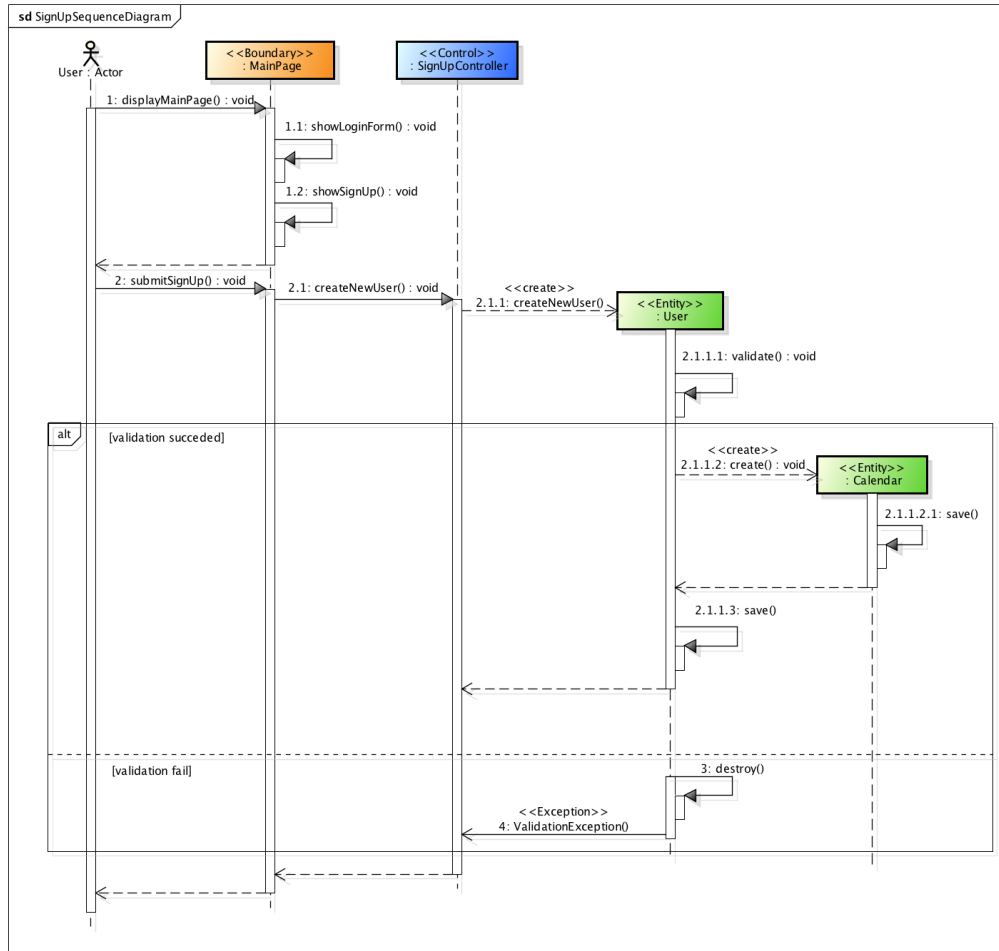 sd SignUpSequenceDiagram
User : Actor
<<Boundary>>
: MainPage
<<Control>>
: SignUpController
1: displayMainPage() : void
1.1: showLoginForm() : void
1.2: showSignUp() : void
2: submitSignUp() : void
2.1: createNewUser() : void
<<create>>
2.1.1: createNewUser()
<<Entity>>
: User
2.1.1.1: validate() : void
alt
[validation succeded]
<<create>>
2.1.1.2: create() : void
<<Entity>>
: Calendar
2.1.1.2.1: save()
2.1.1.3: save()
[validation fail]
3: destroy()
<<Exception>>
4: ValidationException()